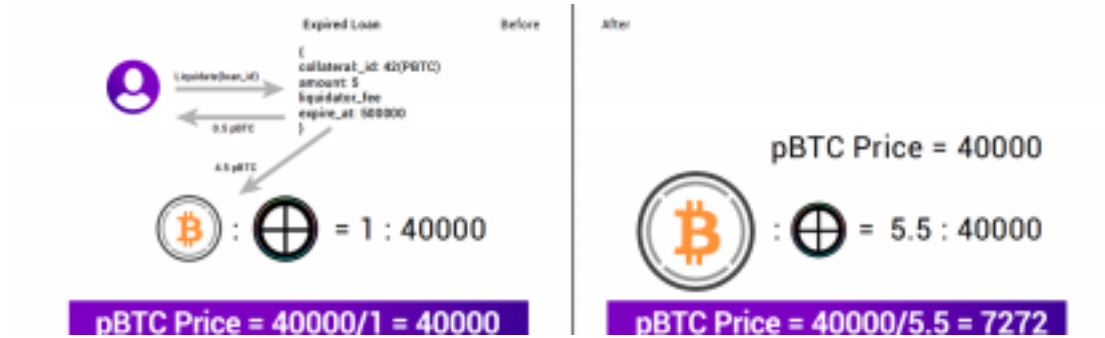 Expired Loan
Before
After
{
collateral_id: 42(PBTC)
amount: 5
liquidator_fee
expire_at: 500000
}
Liquidate(loan_id)
0.5 pBTC
4.5 pBTC
pBTC Price = 40000
: = 1 : 40000
: = 5.5 : 40000
pBTC Price = 40000/1 = 40000
pBTC Price = 40000/5.5 = 7272